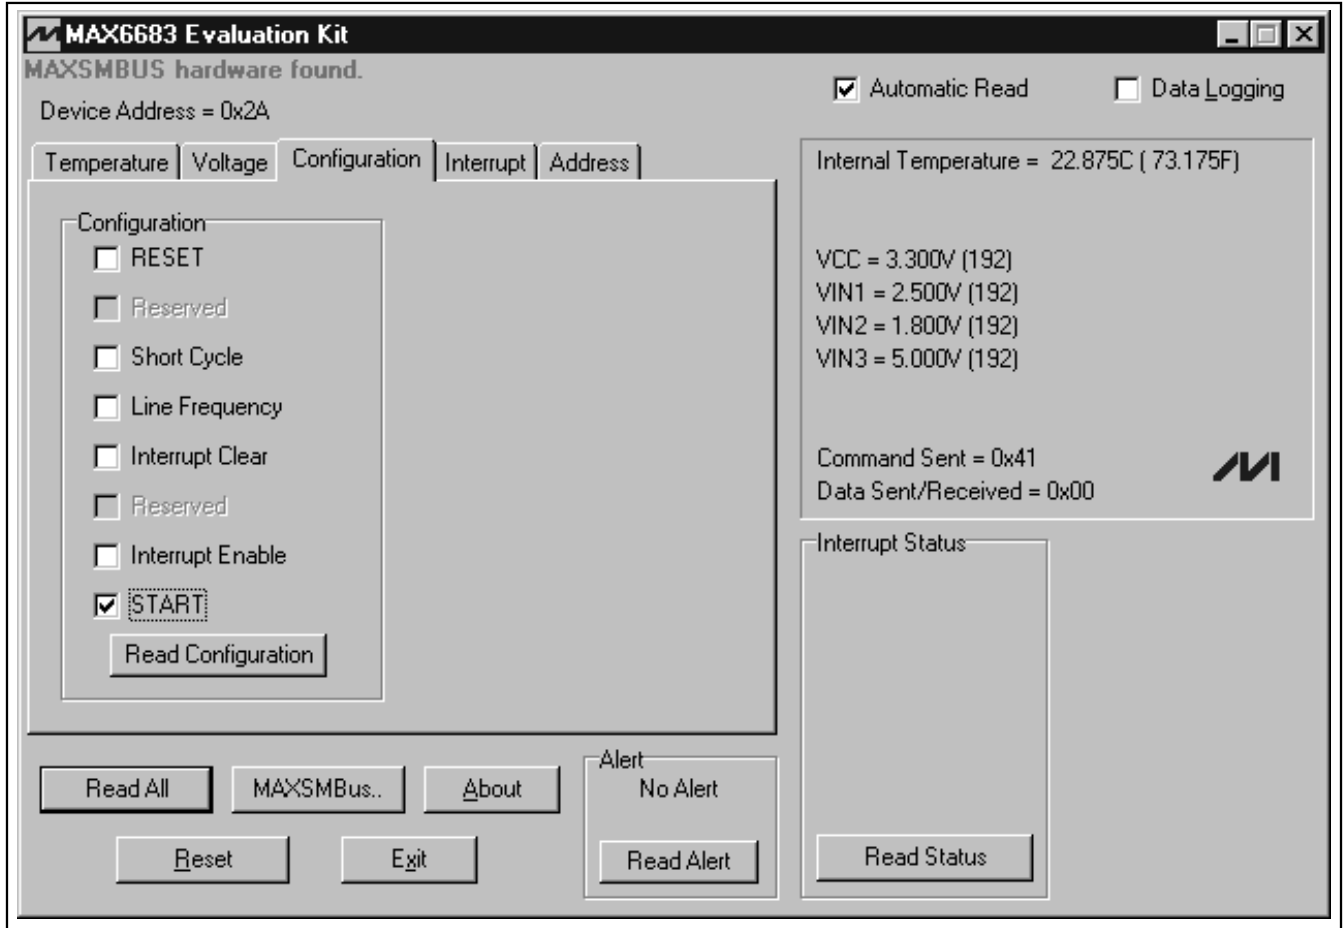 MAX6683 Evaluation Kit
MAXSMBUS hardware found.
Device Address = 0x2A
Automatic Read
Data Logging
Temperature
Voltage
Configuration
Interrupt
Address
Configuration
RESET
Reserved
Short Cycle
Line Frequency
Interrupt Clear
Reserved
Interrupt Enable
START
Read Configuration
Internal Temperature = 22.875C ( 73.175F)
VCC = 3.300V (192)
VIN1 = 2.500V (192)
VIN2 = 1.800V (192)
VIN3 = 5.000V (192)
Command Sent = 0x41
Data Sent/Received = 0x00
Interrupt Status
Read Status
Read All
MAXSMBus..
About
Reset
Exit
Alert
No Alert
Read Alert